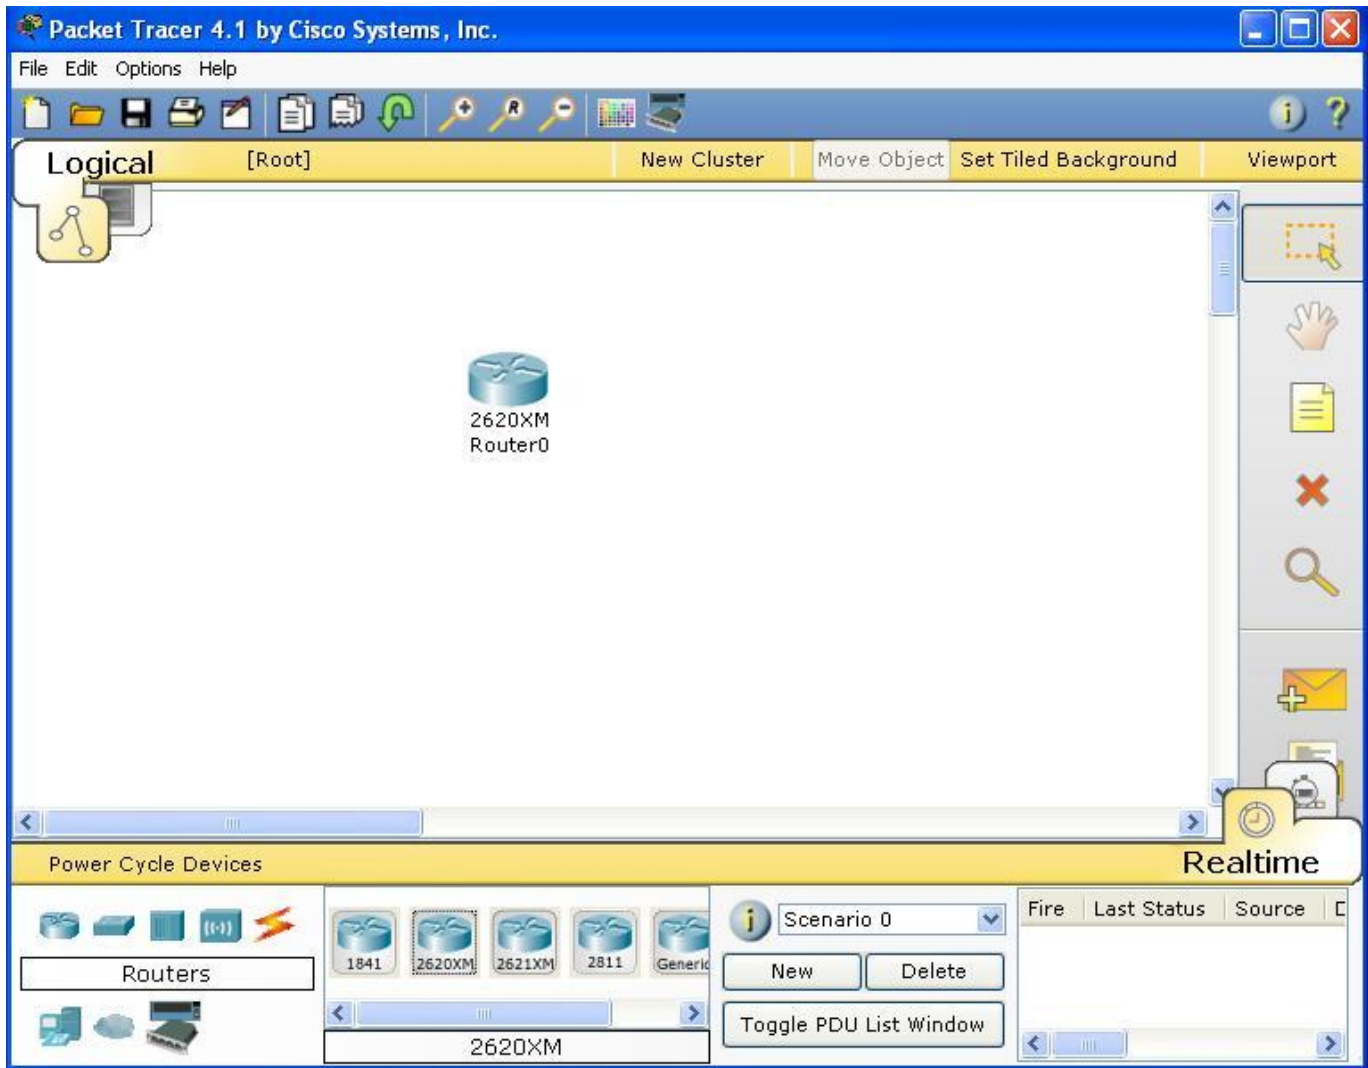 Packet Tracer 4.1 by Cisco Systems, Inc.
File Edit Options Help
R
i ?
Logical [Root] New Cluster Move Object Set Tiled Background Viewport
2620XM
Router0
Power Cycle Devices Realtime
Routers
1841 2620XM 2621XM 2811 Generic
2620XM
i Scenario 0
New Delete
Toggle PDU List Window
Fire Last Status Source D